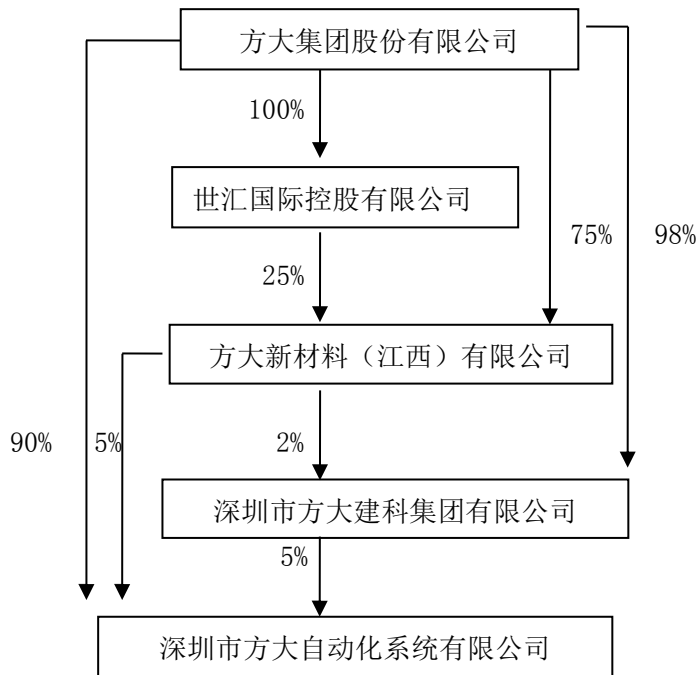 方大集团股份有限公司
100%
世汇国际控股有限公司
75% 98%
25%
方大新材料（江西）有限公司
90% 5% 2%
深圳市方大建科集团有限公司
5%
深圳市方大自动化系统有限公司